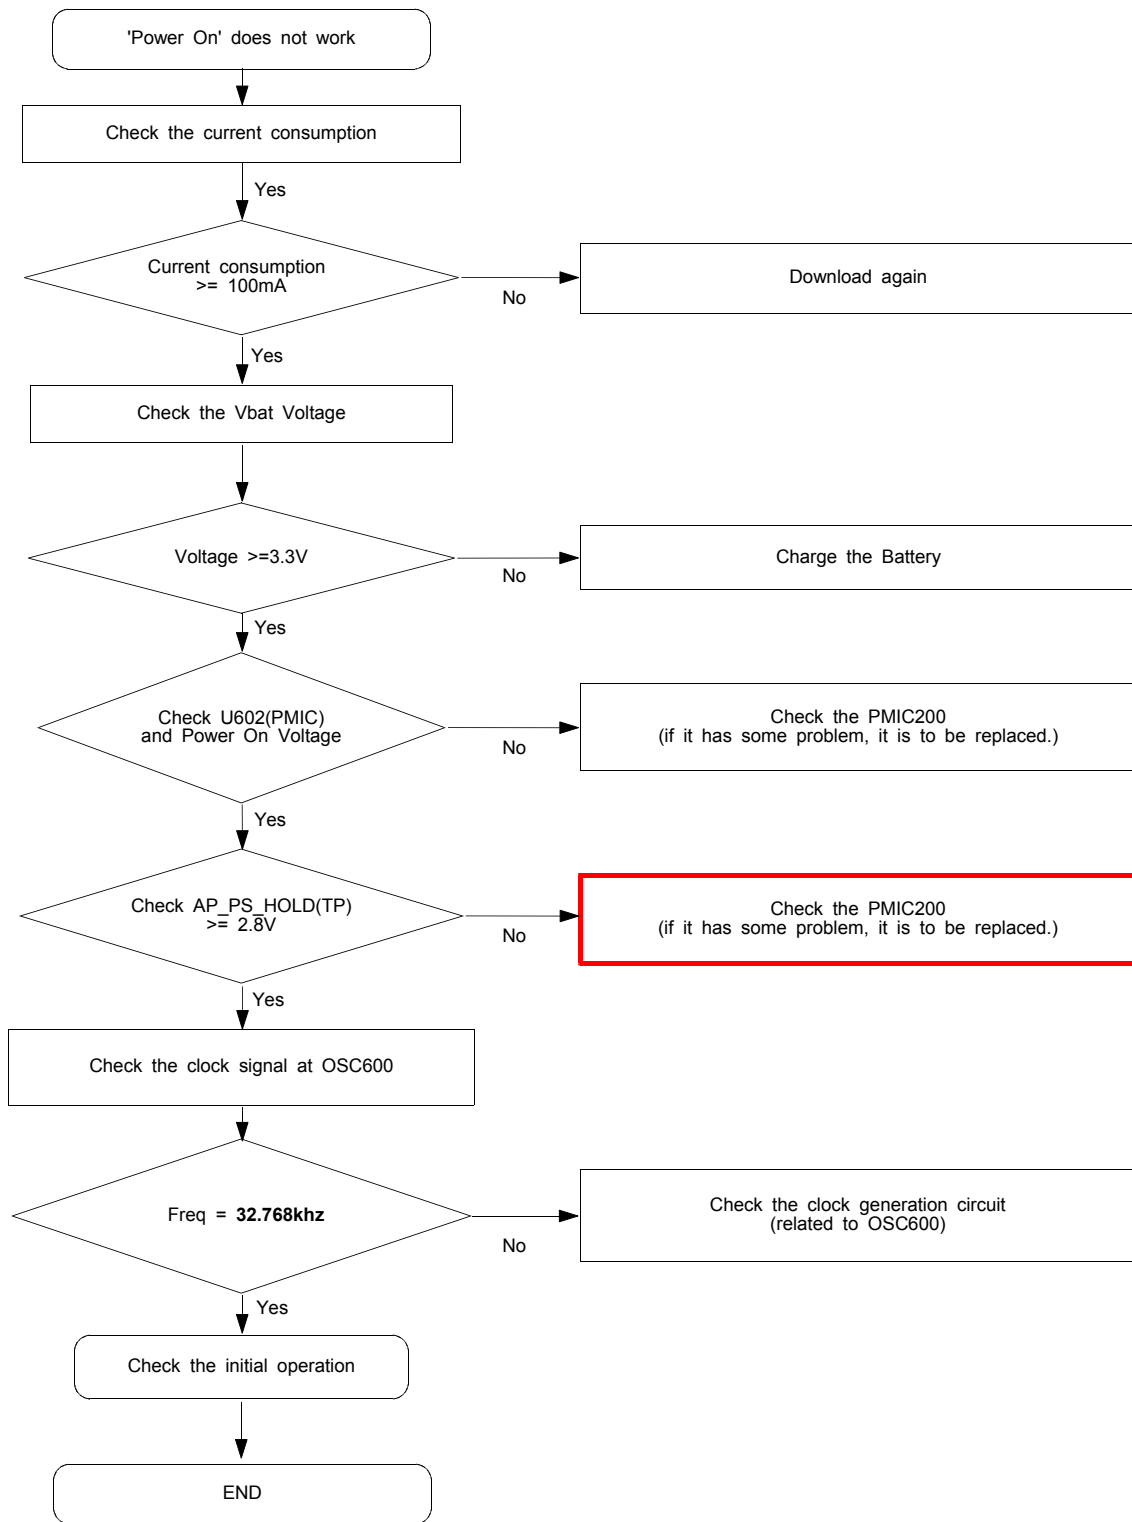 'Power On' does not work
Check the current consumption
Yes
Current consumption
>= 100mA
No
Download again
Yes
Check the Vbat Voltage
Voltage >=3.3V
No
Charge the Battery
Yes
Check U602(PMIC)
and Power On Voltage
No
Check the PMIC200
(if it has some problem, it is to be replaced.)
Yes
Check AP_PS_HOLD(TP)
>= 2.8V
No
Check the PMIC200
(if it has some problem, it is to be replaced.)
Yes
Check the clock signal at OSC600
Freq = 32.768khz
No
Check the clock generation circuit
(related to OSC600)
Yes
Check the initial operation
END